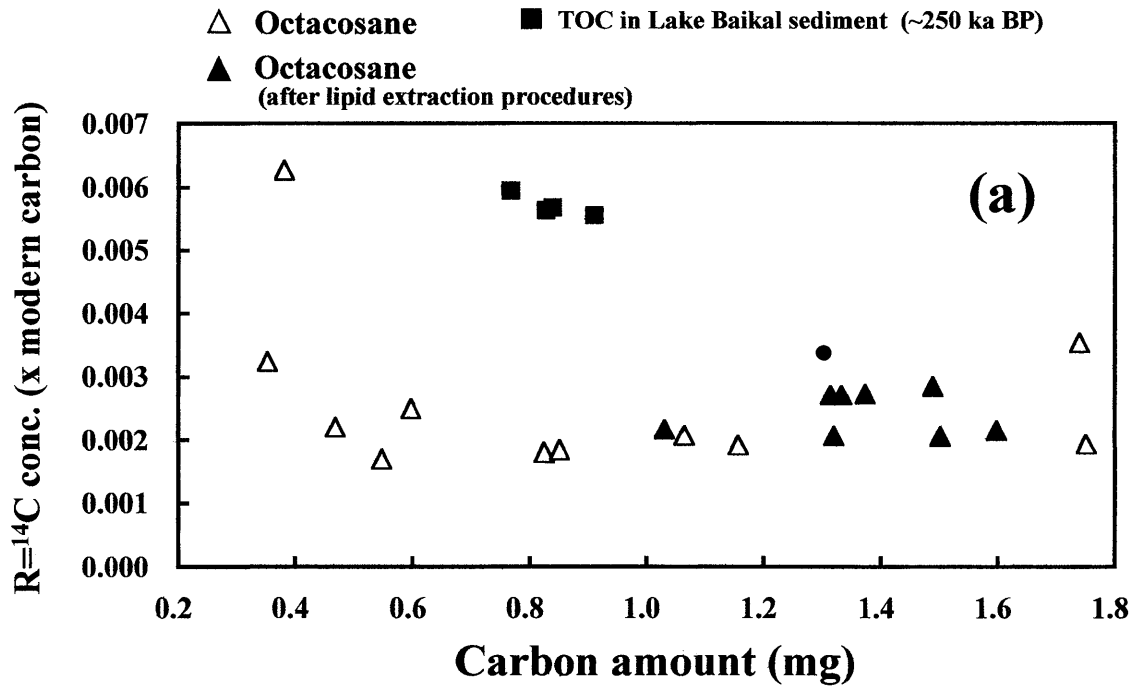 △ Octacosane ■ TOC in Lake Baikal sediment (~250 ka BP)
▲ Octacosane
(after lipid extraction procedures)
R=¹⁴C conc. (x modern carbon)
0.007
0.006
0.005
0.004
0.003
0.002
0.001
0.000
(a)
0.2 0.4 0.6 0.8 1.0 1.2 1.4 1.6 1.8
Carbon amount (mg)